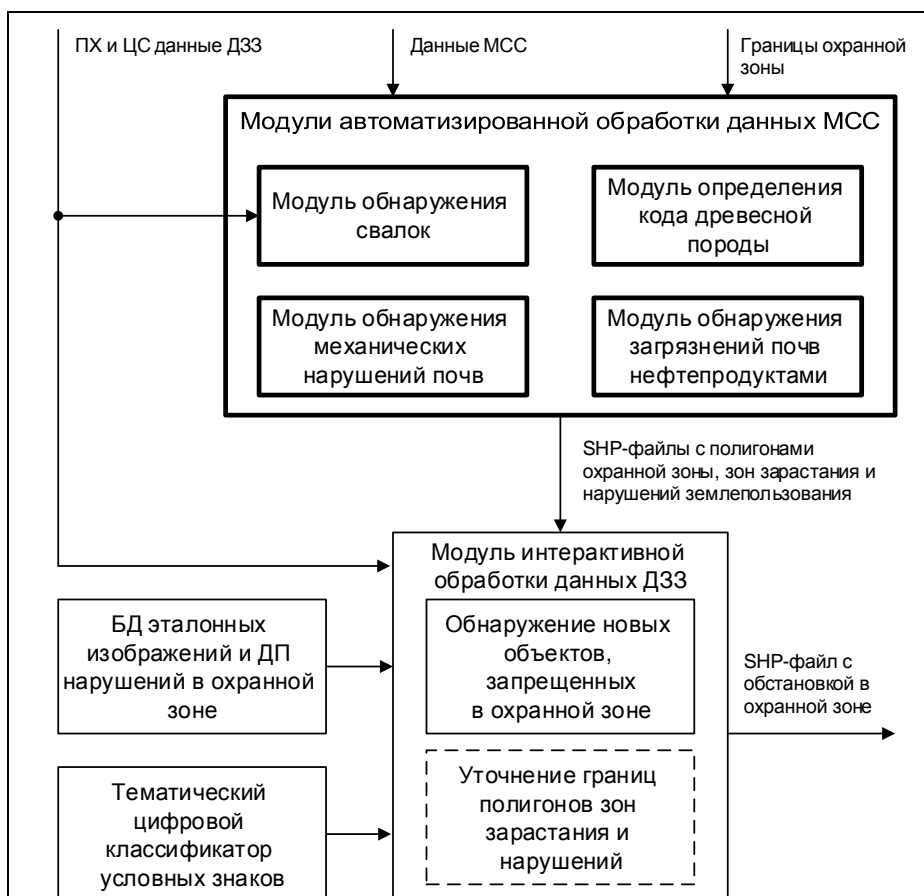 ПХ и ЦС данные ДЗЗ
Данные МСС
Границы охранной
зоны
Модули автоматизированной обработки данных МСС
Модуль обнаружения
свалок
Модуль определения
кода древесной
породы
Модуль обнаружения
механических
нарушений почв
Модуль обнаружения
загрязнений почв
нефтепродуктами
SHP-файлы с полигонами
охранной зоны, зон зарастания и
нарушений землепользования
Модуль интерактивной
обработки данных ДЗЗ
БД эталонных
изображений и ДП
нарушений в охранной
зоне
Обнаружение новых
объектов,
запрещенных
в охранной зоне
SHP-файл с
обстановкой в
охранной зоне
Тематический
цифровой
классификатор
условных знаков
Уточнение границ
полигонов зон
зарастания и
нарушений